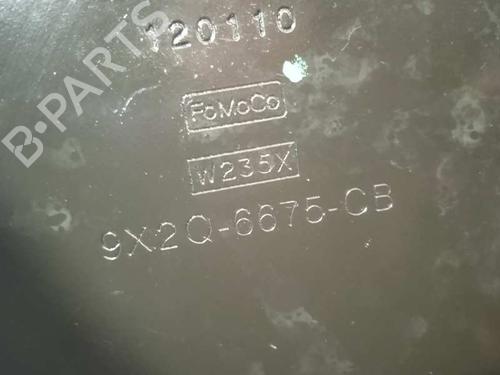 120110
B-PARTS
FoMoCo
W235X
9X2Q-6675-CB